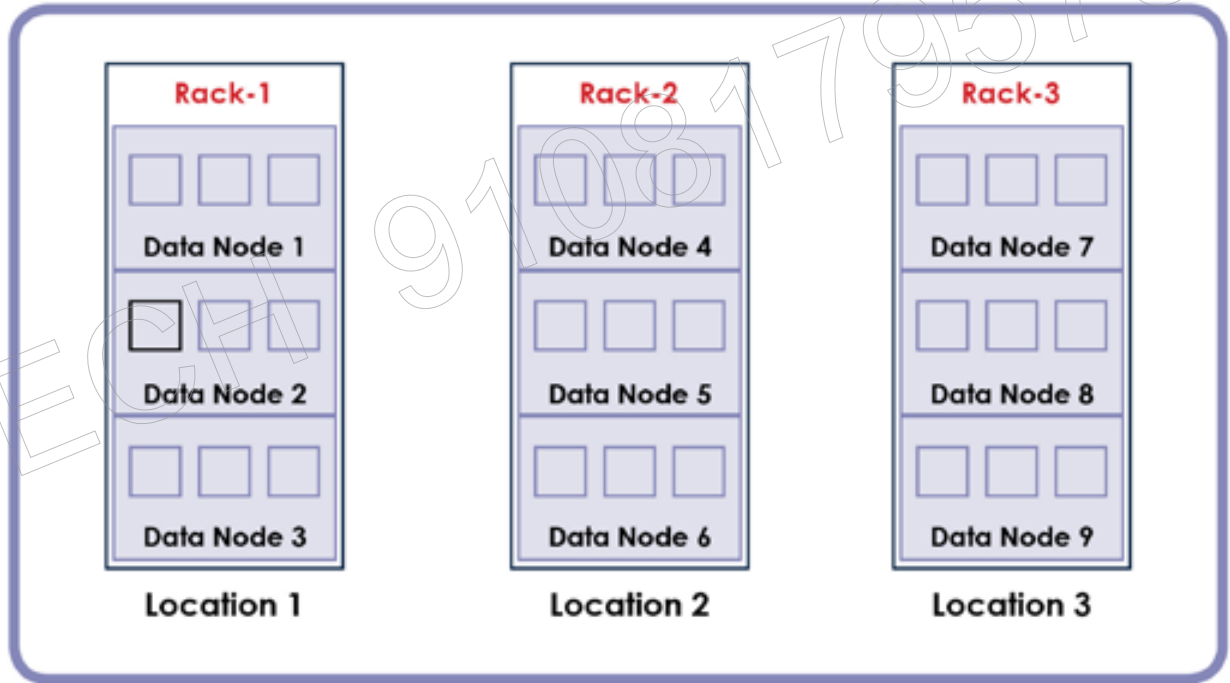 Rack-1
Data Node 1
Data Node 2
Data Node 3
Location 1
Rack-2
Data Node 4
Data Node 5
Data Node 6
Location 2
Rack-3
Data Node 7
Data Node 8
Data Node 9
Location 3
ECH 91081795